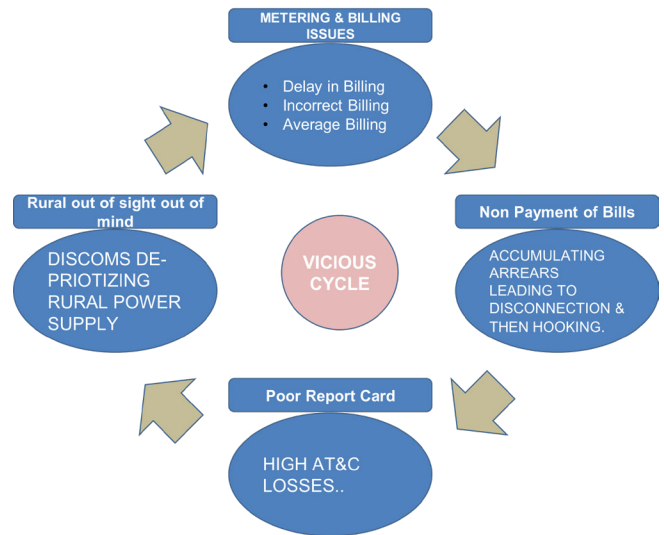 METERING & BILLING
ISSUES
• Delay in Billing
• Incorrect Billing
• Average Billing
Non Payment of Bills
ACCUMULATING
ARREARS
LEADING TO
DISCONNECTION &
THEN HOOKING.
Poor Report Card
HIGH AT&C
LOSSES..
Rural out of sight out of
mind
DISCOMS DE-
PRIOTIZING
RURAL POWER
SUPPLY
VICIOUS
CYCLE